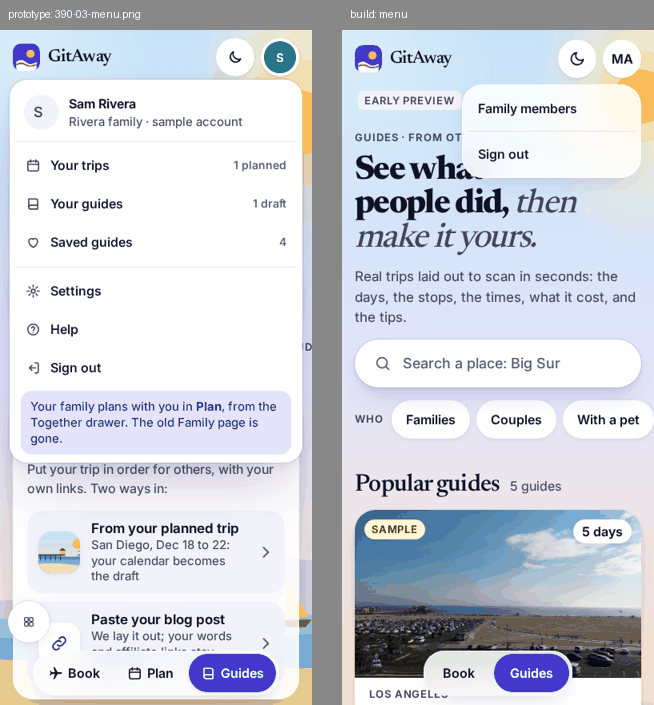 prototype: 390-03-menu.png
GitAway
S
S
Sam Rivera
Rivera family · sample account
Your trips
1 planned
Your guides
1 draft
Saved guides
4
Settings
Help
Sign out
Your family plans with you in Plan, from the
Together drawer. The old Family page is
gone.
Put your trip in order for others, with your
own links. Two ways in:
From your planned trip
San Diego, Dec 18 to 22:
your calendar becomes
the draft
Paste your blog post
We lay it out; your words
Book
Plan
Guides
build: menu
GitAway
MA
EARLY PREVIEW
Family members
Sign out
GUIDES · FROM OT
See what
people did, then
make it yours.
Real trips laid out to scan in seconds: the
days, the stops, the times, what it cost, and
the tips.
Search a place: Big Sur
WHO
Families
Couples
With a pet
Popular guides
5 guides
SAMPLE
5 days
Book
Guides
LOS ANGELES